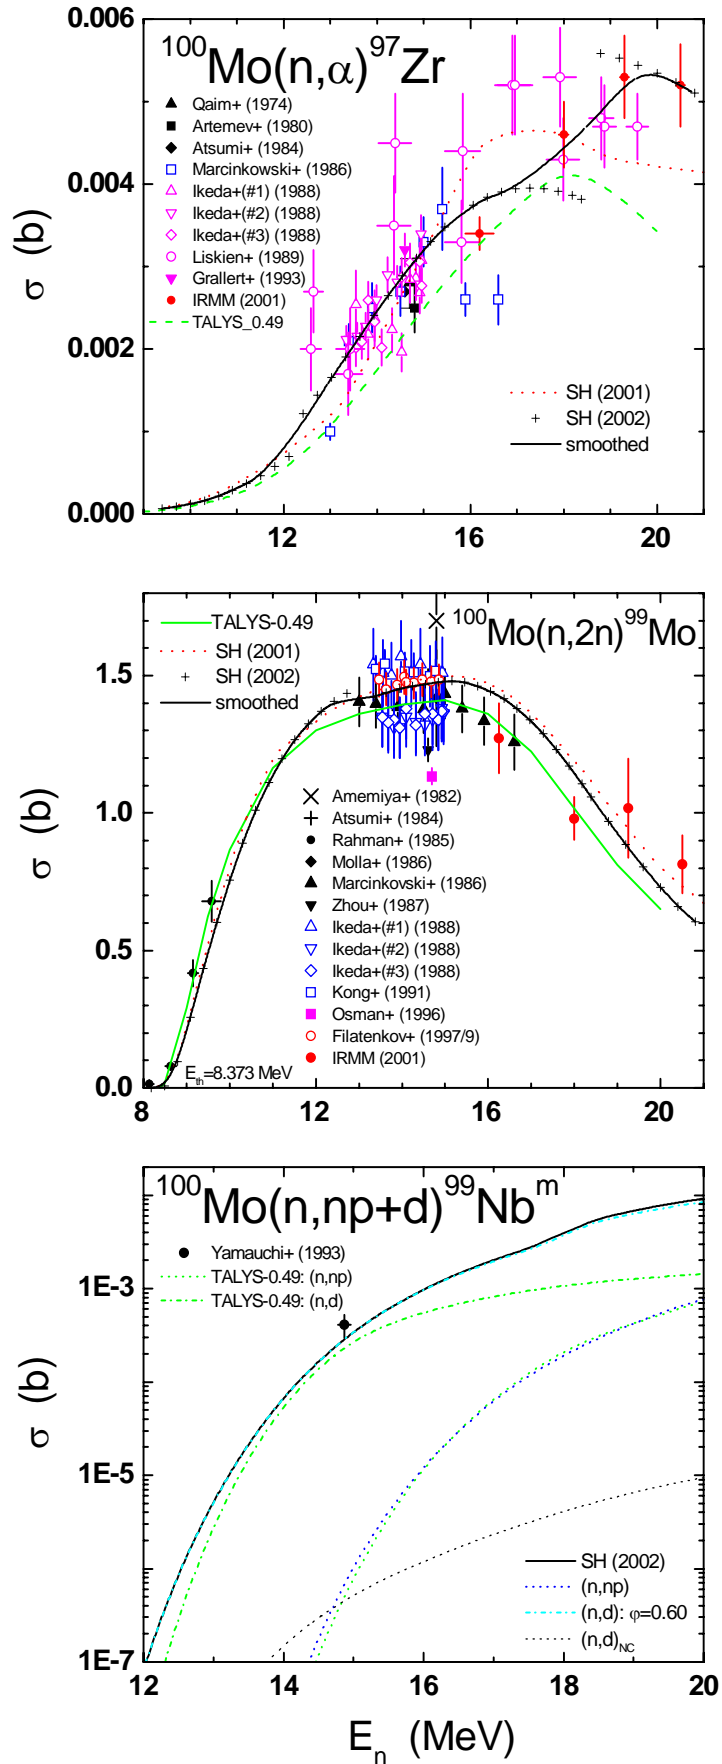 0.006
¹⁰⁰Mo(n,α)⁹⁷Zr
Qaim+ (1974)
Artemev+ (1980)
Atsumi+ (1984)
Marcinkowski+ (1986)
Ikeda+(#1) (1988)
Ikeda+(#2) (1988)
Ikeda+(#3) (1988)
Liskien+ (1989)
Grallert+ (1993)
IRMM (2001)
TALYS_0.49
0.004
σ (b)
0.002
SH (2001)
SH (2002)
smoothed
0.000
12 14 16 18 20
TALYS-0.49
SH (2001)
SH (2002)
smoothed
¹⁰⁰Mo(n,2n)⁹⁹Mo
1.5
Amemiya+ (1982)
Atsumi+ (1984)
Rahman+ (1985)
Molla+ (1986)
Marcinkovski+ (1986)
Zhou+ (1987)
Ikeda+(#1) (1988)
Ikeda+(#2) (1988)
Ikeda+(#3) (1988)
Kong+ (1991)
Osman+ (1996)
Filatenkov+ (1997/9)
IRMM (2001)
1.0
σ (b)
0.5
E_th=8.373 MeV
0.0
8 12 16 20
¹⁰⁰Mo(n,np+d)⁹⁹Nbᵐ
Yamauchi+ (1993)
TALYS-0.49: (n,np)
TALYS-0.49: (n,d)
1E-3
σ (b)
1E-5
SH (2002)
(n,np)
(n,d): φ=0.60
(n,d)_NC
1E-7
12 14 16 18 20
E_n (MeV)